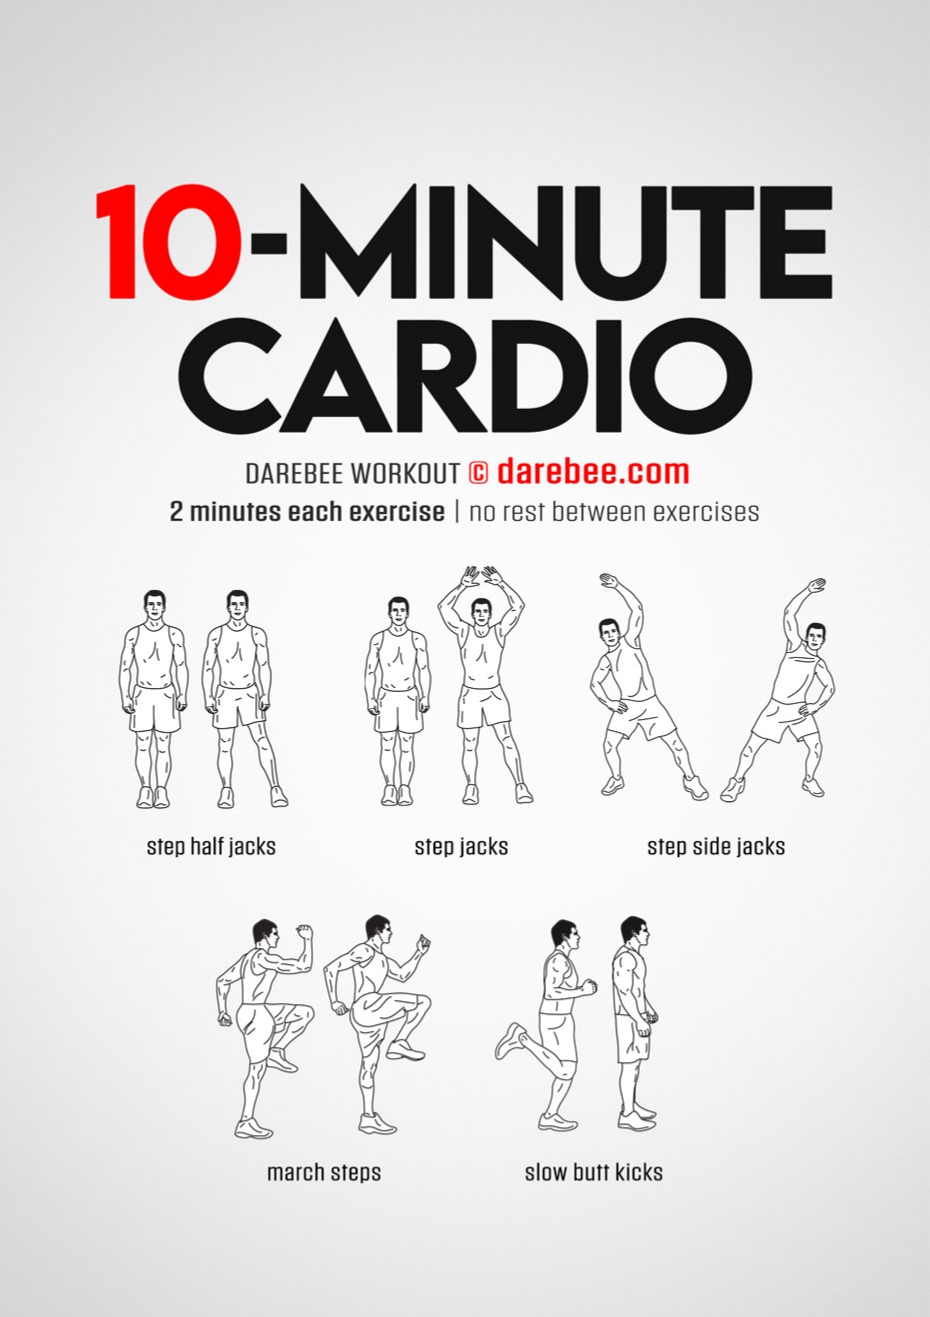 10-MINUTE
CARDIO
DAREBEE WORKOUT © darebee.com
2 minutes each exercise | no rest between exercises
step half jacks
step jacks
step side jacks
march steps
slow butt kicks